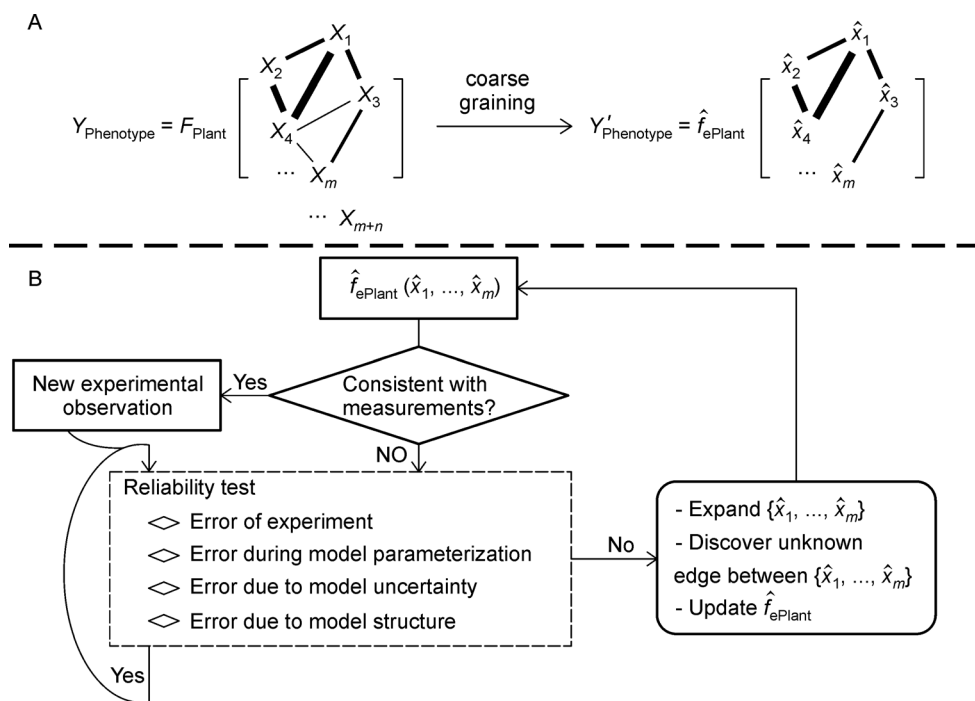 A
Y_Phenotype = F_Plant [ X_1 X_2 X_3 X_4 ... X_m ]
... X_{m+n}
coarse
graining
Y'_Phenotype = f̂_ePlant [ x̂_1 x̂_2 x̂_3 x̂_4 ... x̂_m ]
B
f̂_ePlant (x̂_1, ..., x̂_m)
Consistent with
measurements?
Yes
New experimental
observation
NO
Reliability test
Error of experiment
Error during model parameterization
Error due to model uncertainty
Error due to model structure
Yes
No
- Expand {x̂_1, ..., x̂_m}
- Discover unknown
edge between {x̂_1, ..., x̂_m}
- Update f̂_ePlant